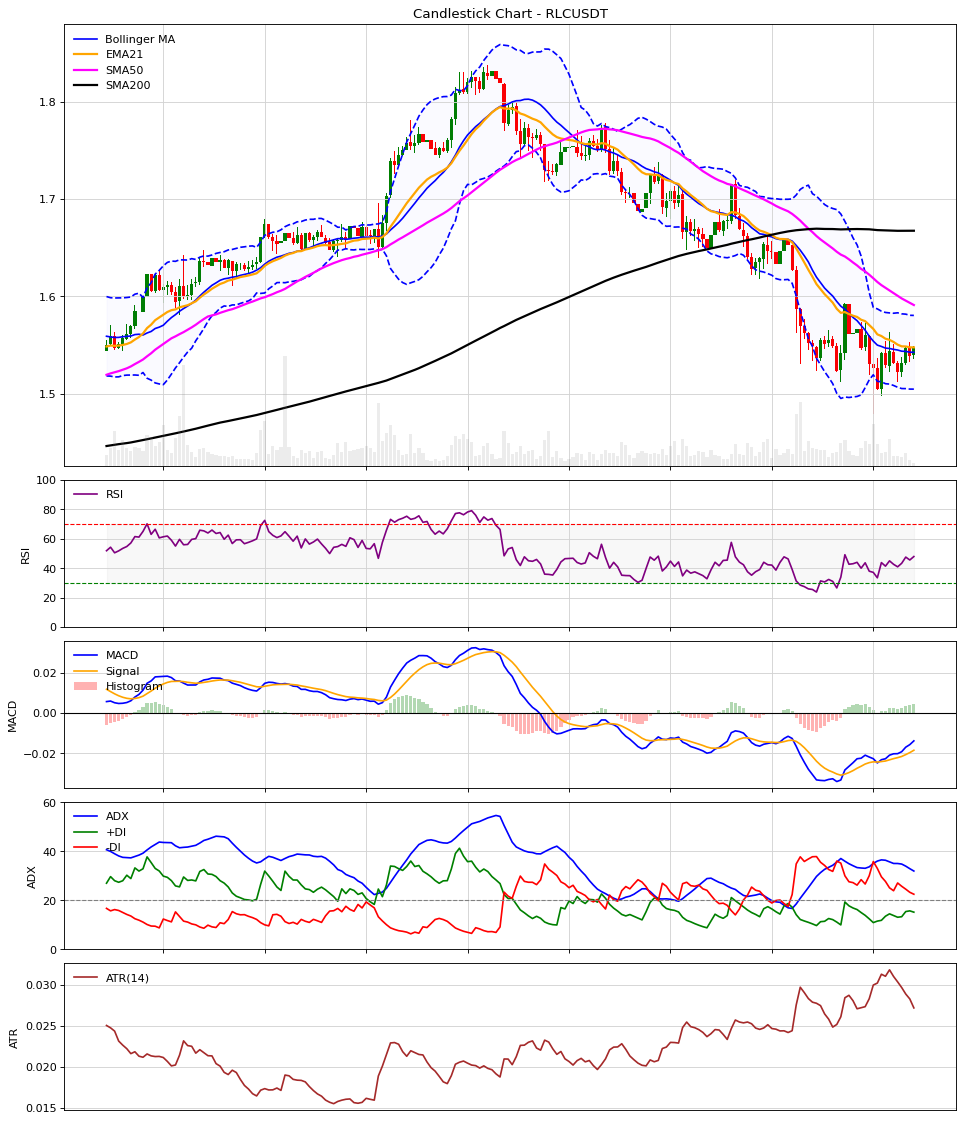 Candlestick Chart - RLCUSDT
Bollinger MA
EMA21
SMA50
SMA200
1.8
1.7
1.6
1.5
RSI
100
80
60
40
20
0
RSI
MACD
Signal
Histogram
0.02
0.00
−0.02
MACD
ADX
+DI
-DI
60
40
20
0
ADX
ATR(14)
0.030
0.025
0.020
0.015
ATR